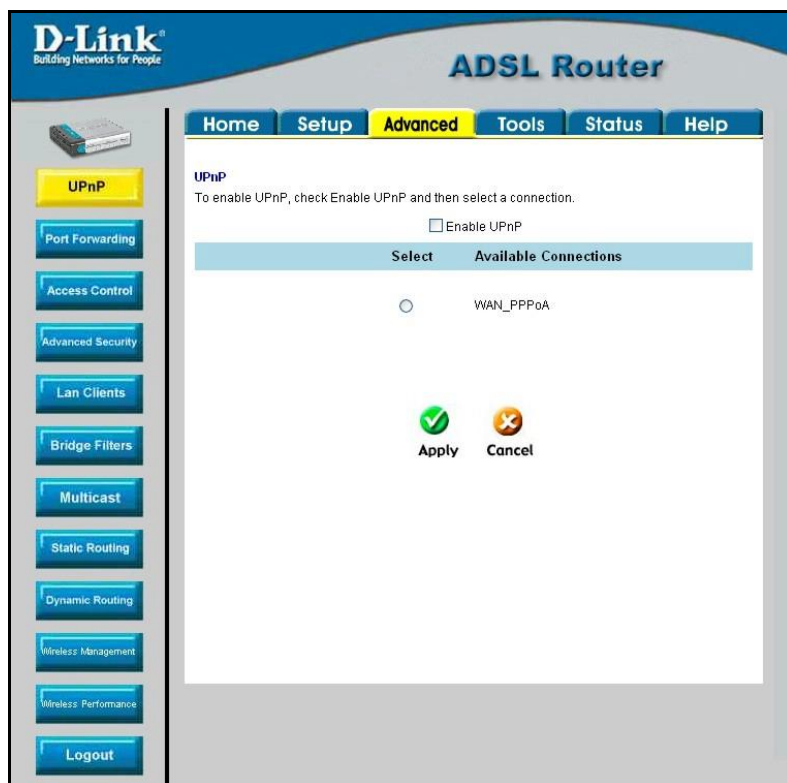 D-Link®
Building Networks for People
ADSL Router
Home Setup Advanced Tools Status Help
UPnP
Port Forwarding
Access Control
Advanced Security
Lan Clients
Bridge Filters
Multicast
Static Routing
Dynamic Routing
Wireless Management
Wireless Performance
Logout
UPnP
To enable UPnP, check Enable UPnP and then select a connection.
Enable UPnP
Select Available Connections
WAN_PPPoA
Apply Cancel